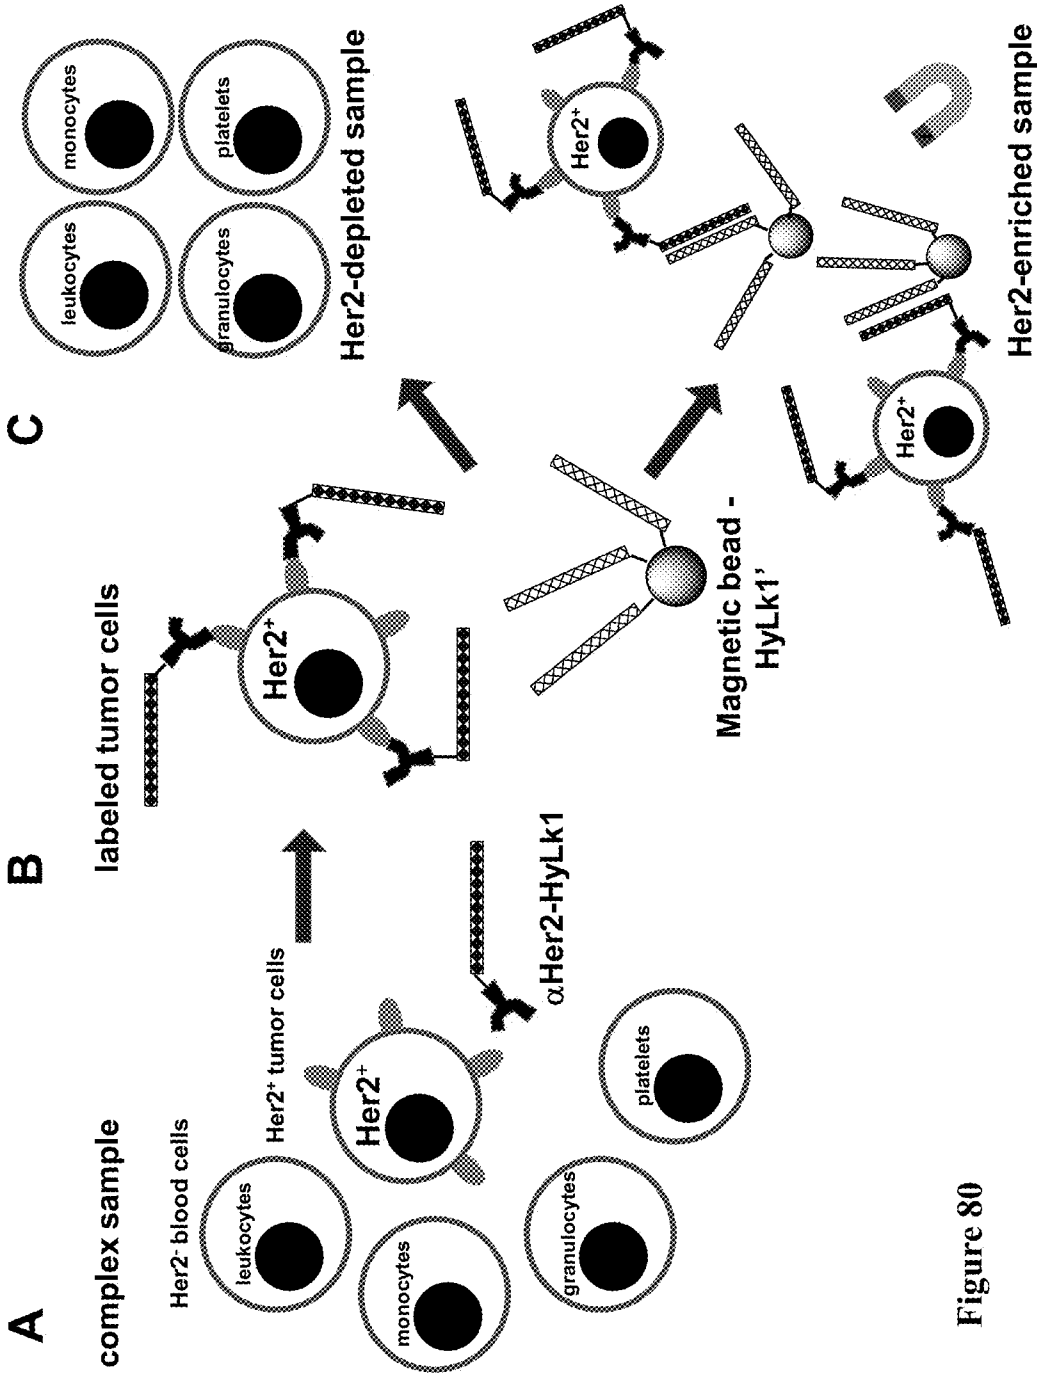 A
complex sample
Her2⁻ blood cells
leukocytes
monocytes
granulocytes
platelets
Her2⁺ tumor cells
Her2⁺
αHer2-HyLk1
B
labeled tumor cells
Her2⁺
Magnetic bead -
HyLk1’
C
leukocytes
monocytes
granulocytes
platelets
Her2-depleted sample
Her2⁺
Her2⁺
Her2-enriched sample
Figure 80